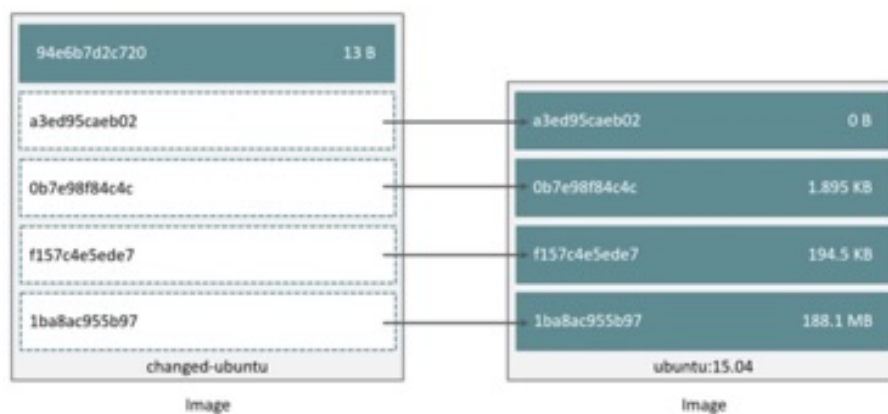 94e6b7d2c720 13 B
a3ed95caeb02
0b7e98f84c4c
f157c4e5ede7
1ba8ac955b97
changed-ubuntu
Image
a3ed95caeb02 0 B
0b7e98f84c4c 1.895 KB
f157c4e5ede7 194.5 KB
1ba8ac955b97 188.1 MB
ubuntu:15.04
Image